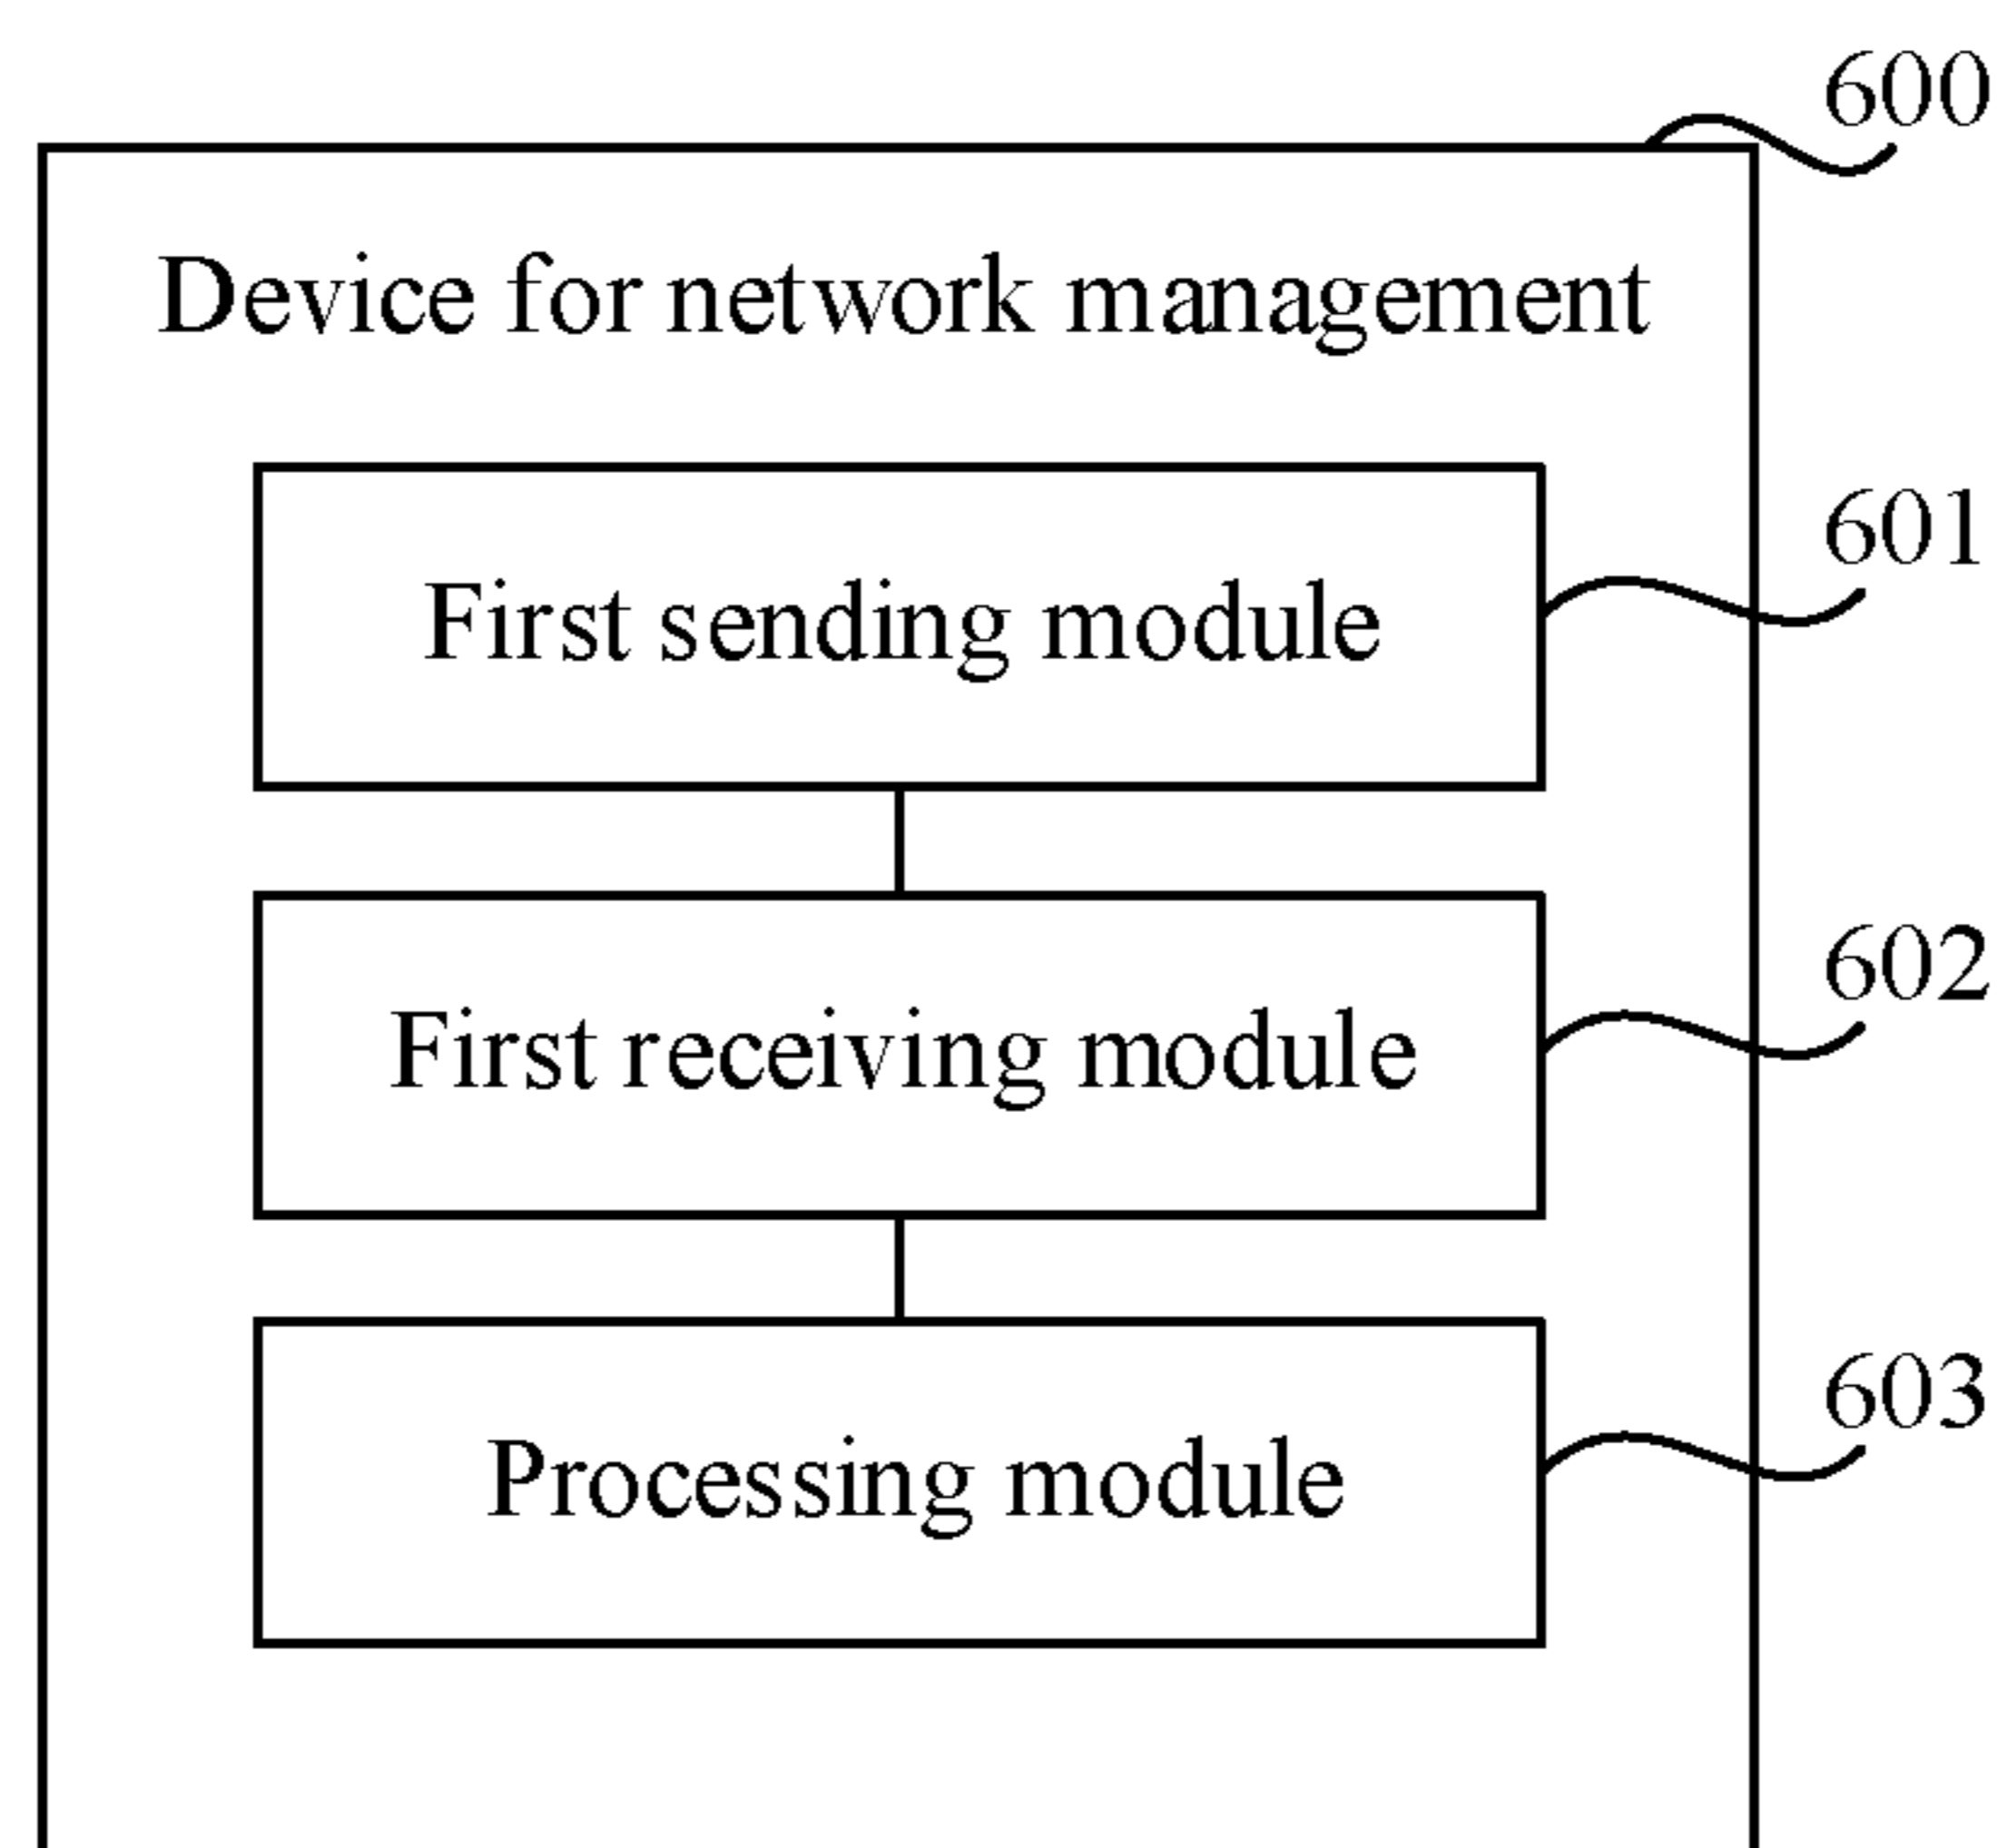 600
Device for network management
601
First sending module
602
First receiving module
603
Processing module